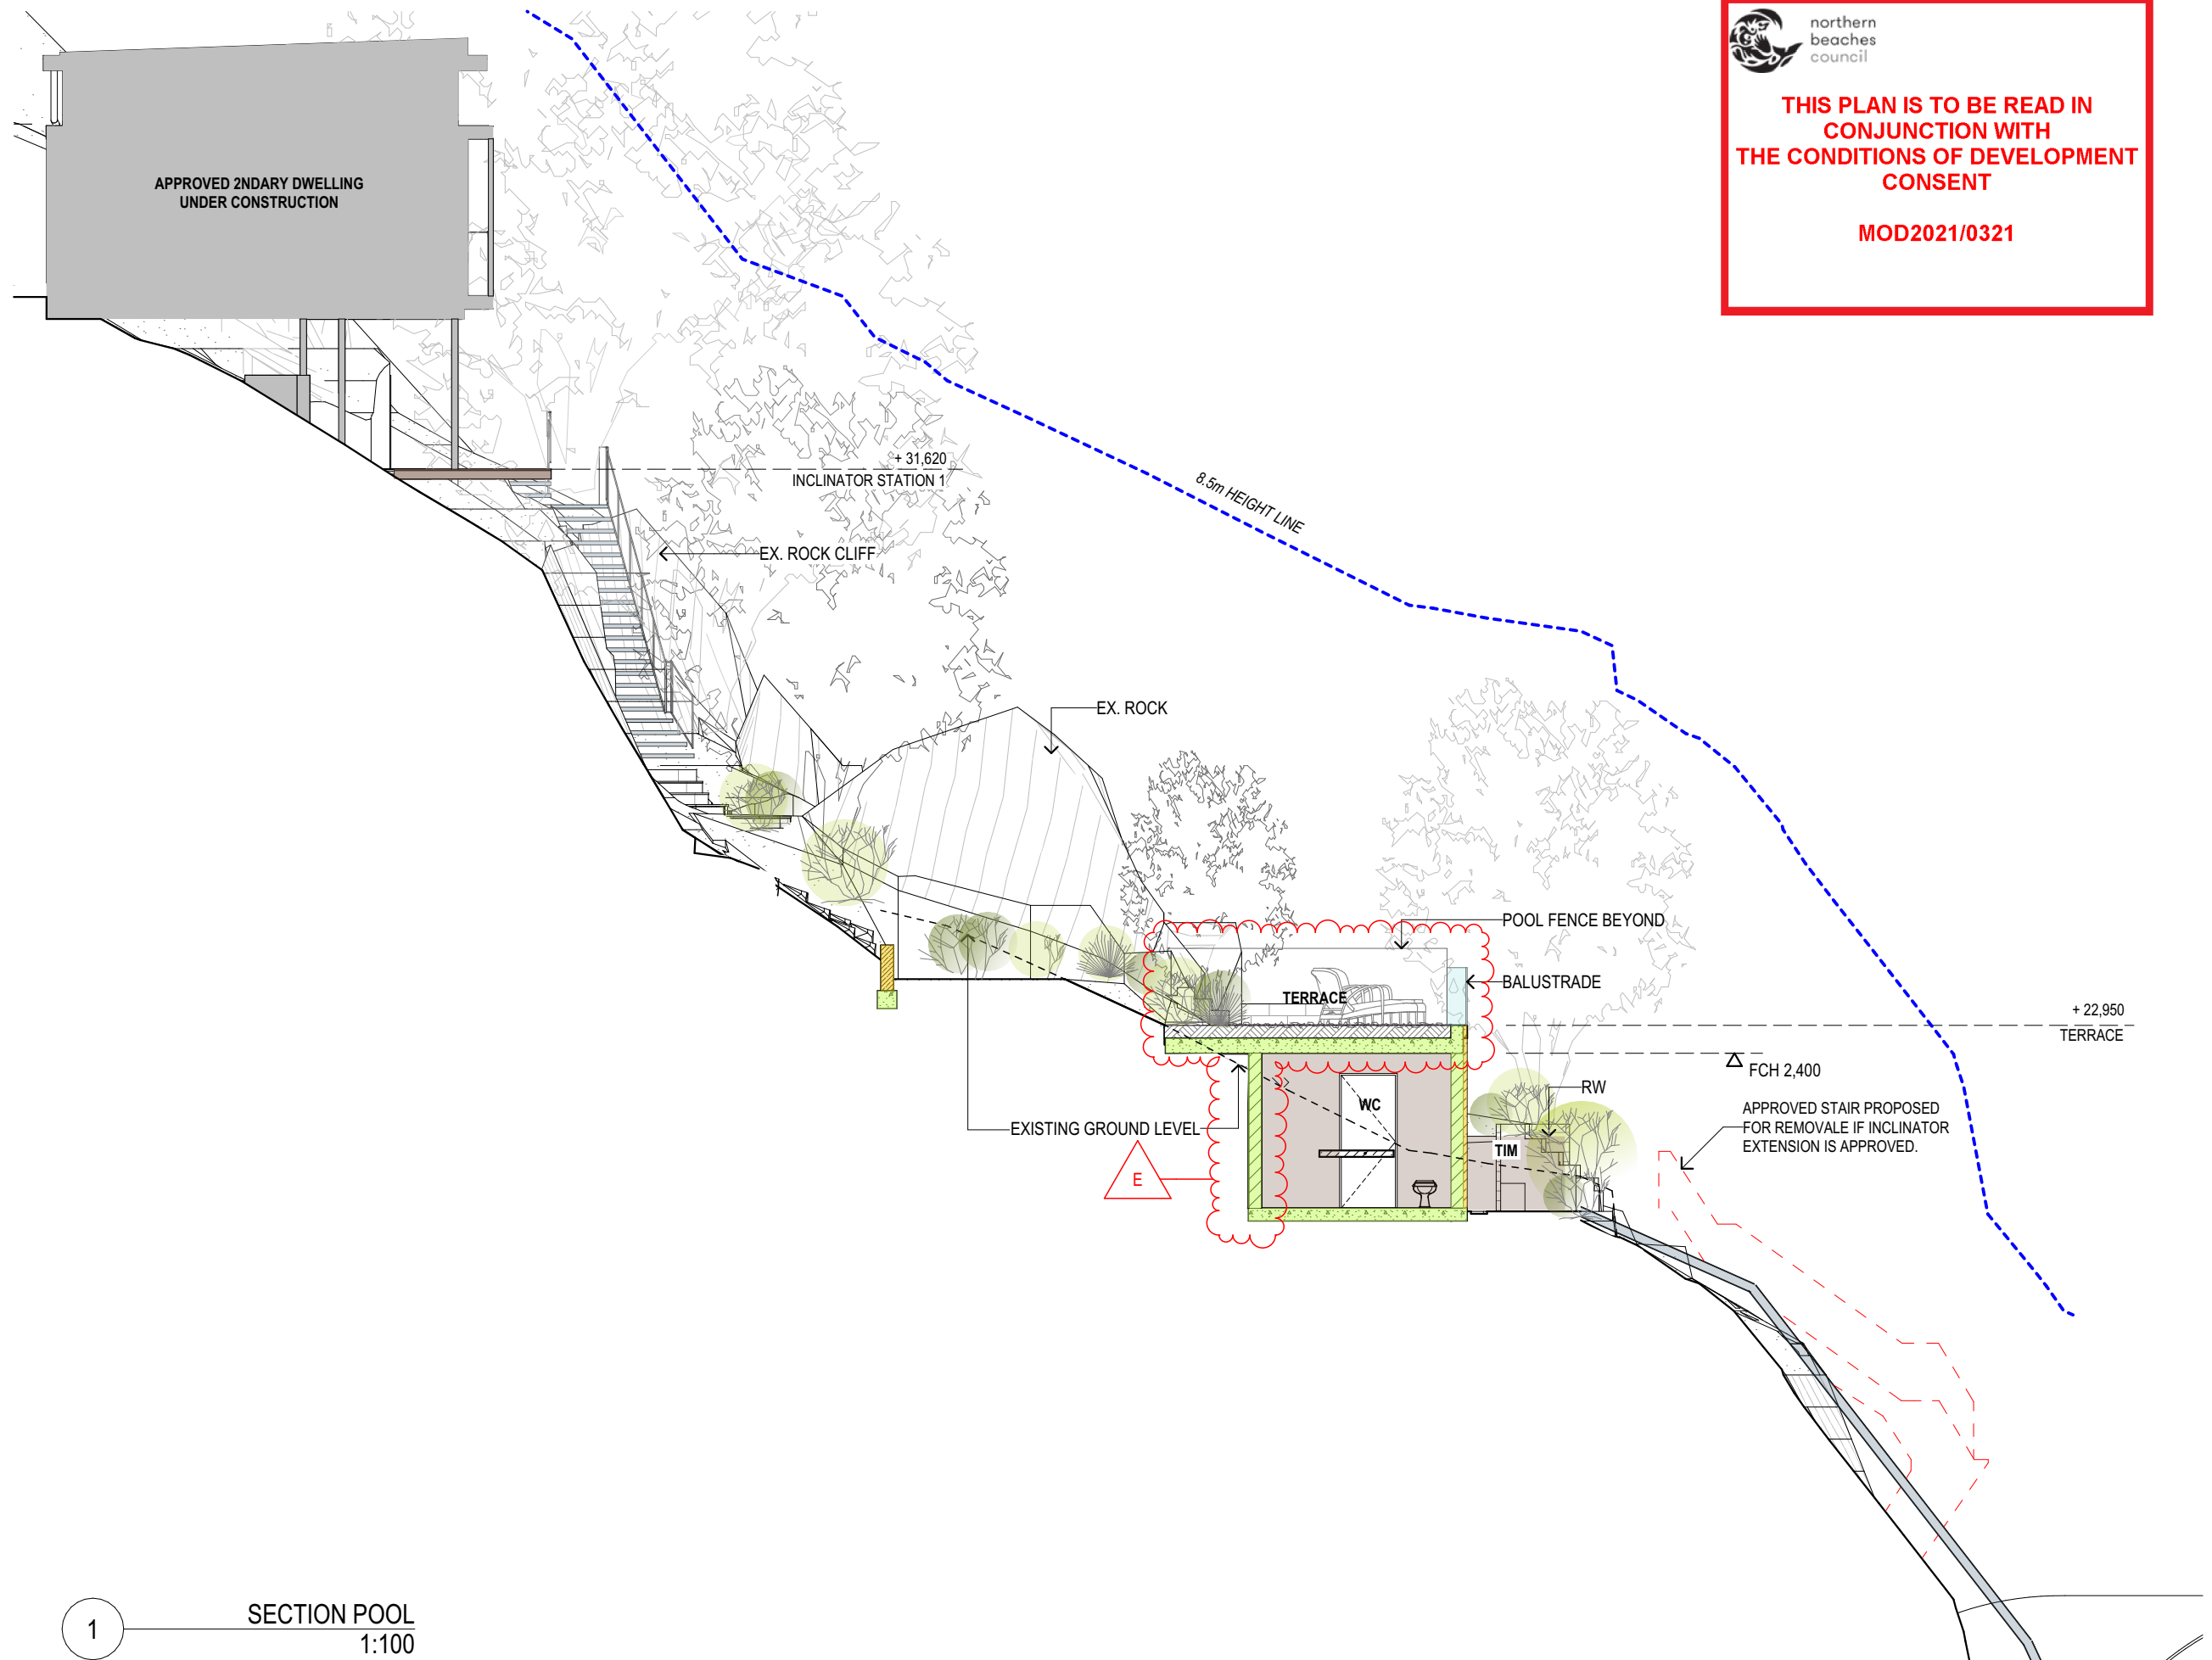 northern
beaches
council
THIS PLAN IS TO BE READ IN
CONJUNCTION WITH
THE CONDITIONS OF DEVELOPMENT
CONSENT
MOD2021/0321
APPROVED 2NDARY DWELLING
UNDER CONSTRUCTION
+ 31,620
INCLINATOR STATION 1
8.5m HEIGHT LINE
EX. ROCK CLIFF
EX. ROCK
POOL FENCE BEYOND
BALUSTRADE
TERRACE
+ 22,950
TERRACE
FCH 2,400
RW
WC
APPROVED STAIR PROPOSED
FOR REMOVALE IF INCLINATOR
EXTENSION IS APPROVED.
EXISTING GROUND LEVEL
TIM
E
1
SECTION POOL
1:100